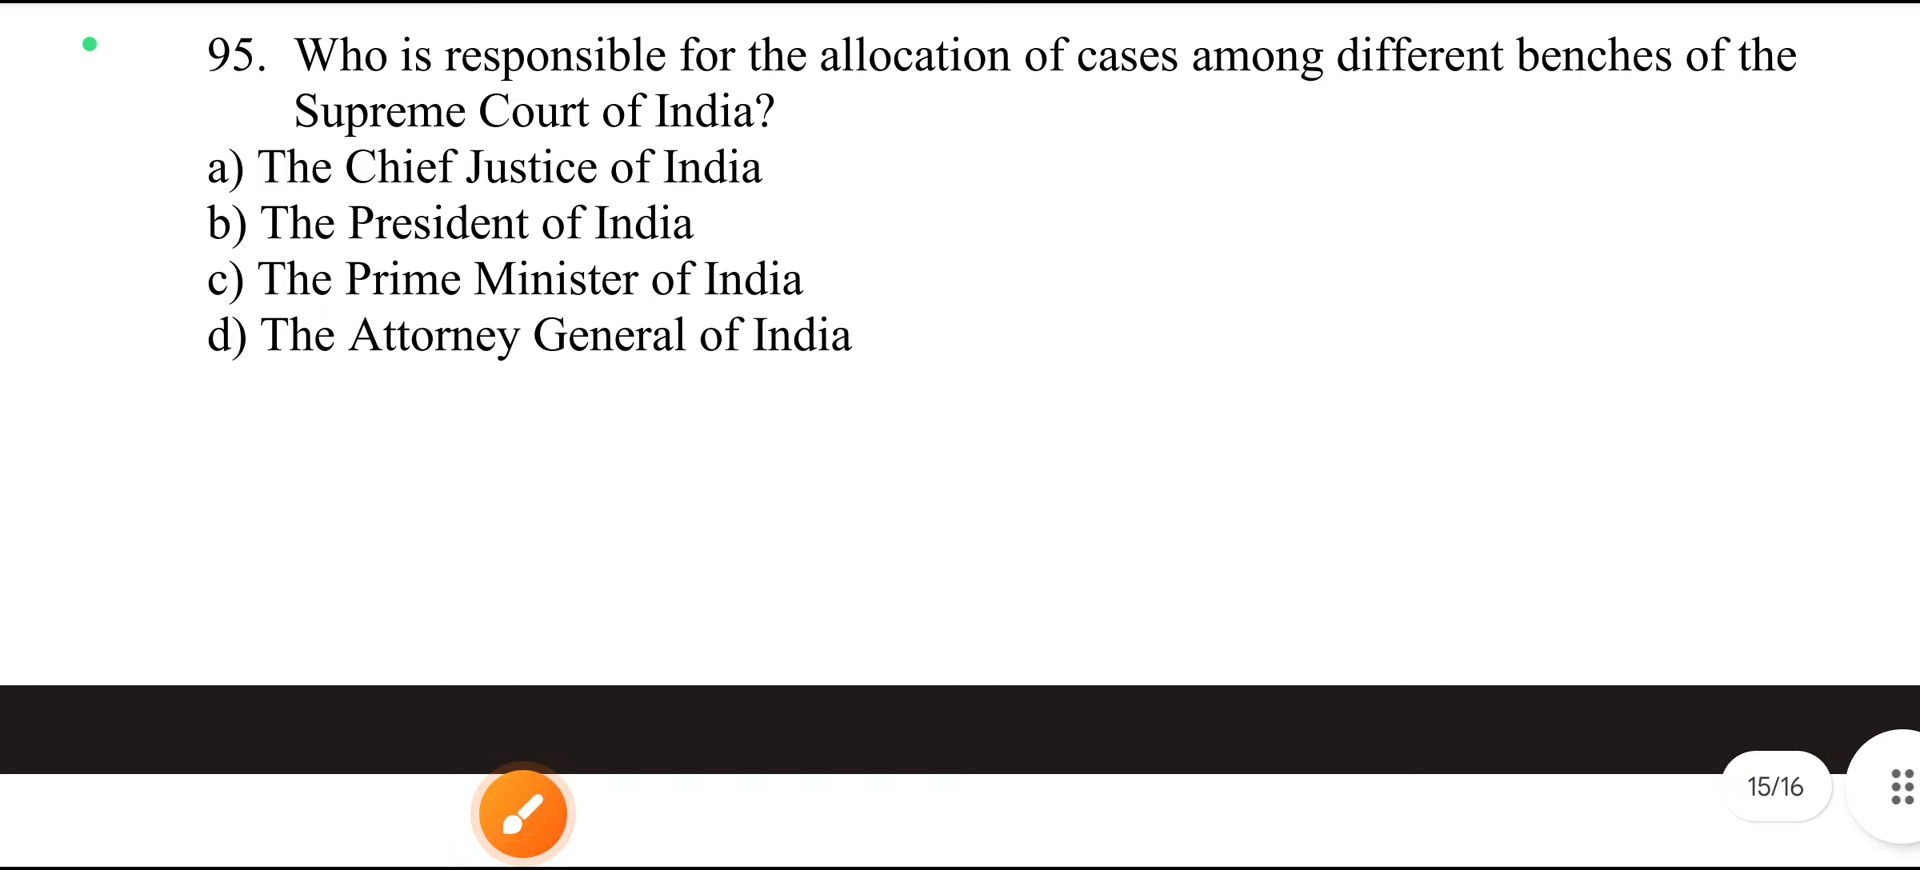 95. Who is responsible for the allocation of cases among different benches of the
Supreme Court of India?
a) The Chief Justice of India
b) The President of India
c) The Prime Minister of India
d) The Attorney General of India
15/16